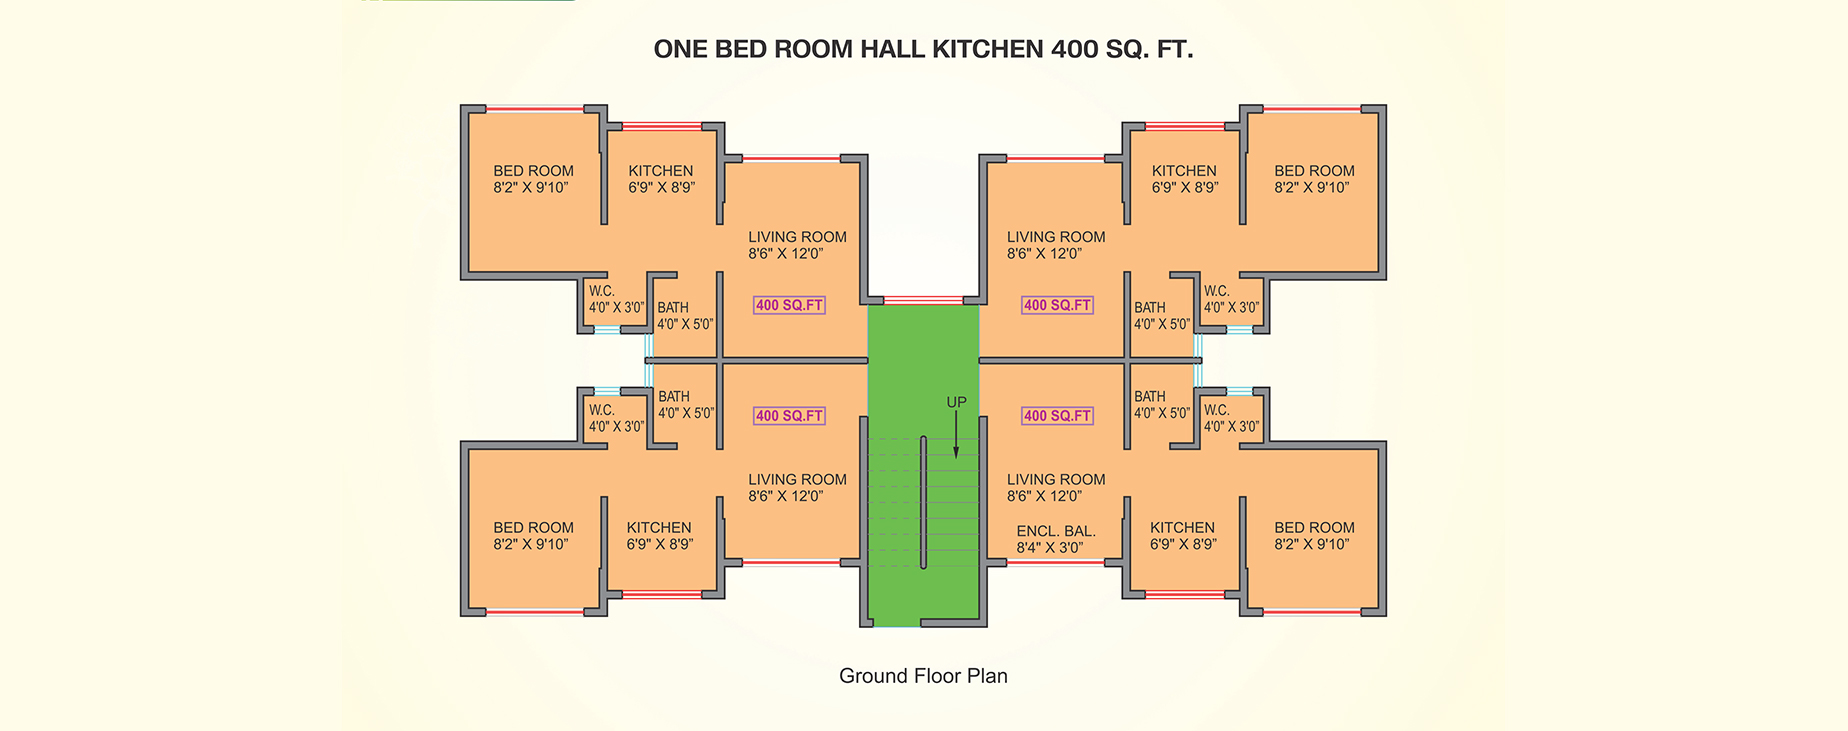 ONE BED ROOM HALL KITCHEN 400 SQ. FT.
BED ROOM
8'2" X 9'10"
KITCHEN
6'9" X 8'9"
LIVING ROOM
8'6" X 12'0"
400 SQ.FT
W.C.
4'0" X 3'0"
BATH
4'0" X 5'0"
LIVING ROOM
8'6" X 12'0"
400 SQ.FT
KITCHEN
6'9" X 8'9"
BED ROOM
8'2" X 9'10"
BATH
4'0" X 5'0"
W.C.
4'0" X 3'0"
W.C.
4'0" X 3'0"
BATH
4'0" X 5'0"
400 SQ.FT
LIVING ROOM
8'6" X 12'0"
BED ROOM
8'2" X 9'10"
KITCHEN
6'9" X 8'9"
UP
400 SQ.FT
LIVING ROOM
8'6" X 12'0"
ENCL. BAL.
8'4" X 3'0"
BATH
4'0" X 5'0"
W.C.
4'0" X 3'0"
KITCHEN
6'9" X 8'9"
BED ROOM
8'2" X 9'10"
Ground Floor Plan